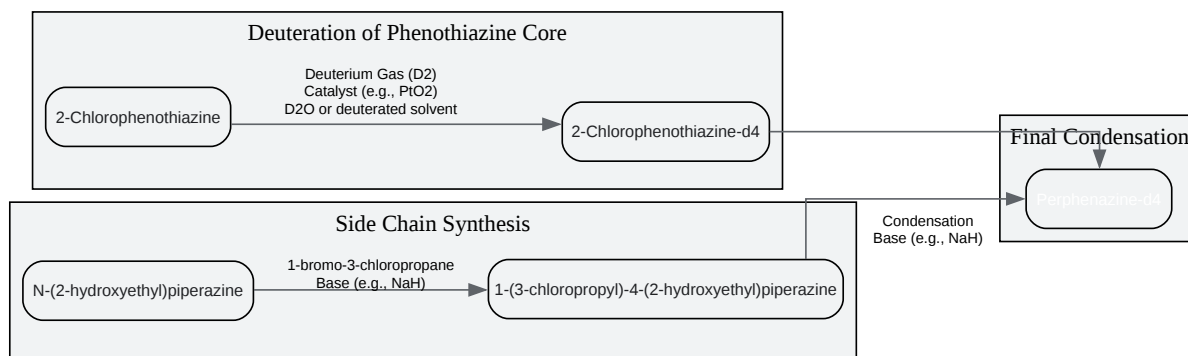 Deuteration of Phenothiazine Core
Deuterium Gas (D2)
Catalyst (e.g., PtO2)
D2O or deuterated solvent
2-Chlorophenothiazine
2-Chlorophenothiazine-d4
Final Condensation
Perphenazine-d4
Side Chain Synthesis
Condensation
Base (e.g., NaH)
1-bromo-3-chloropropane
Base (e.g., NaH)
N-(2-hydroxyethyl)piperazine
1-(3-chloropropyl)-4-(2-hydroxyethyl)piperazine